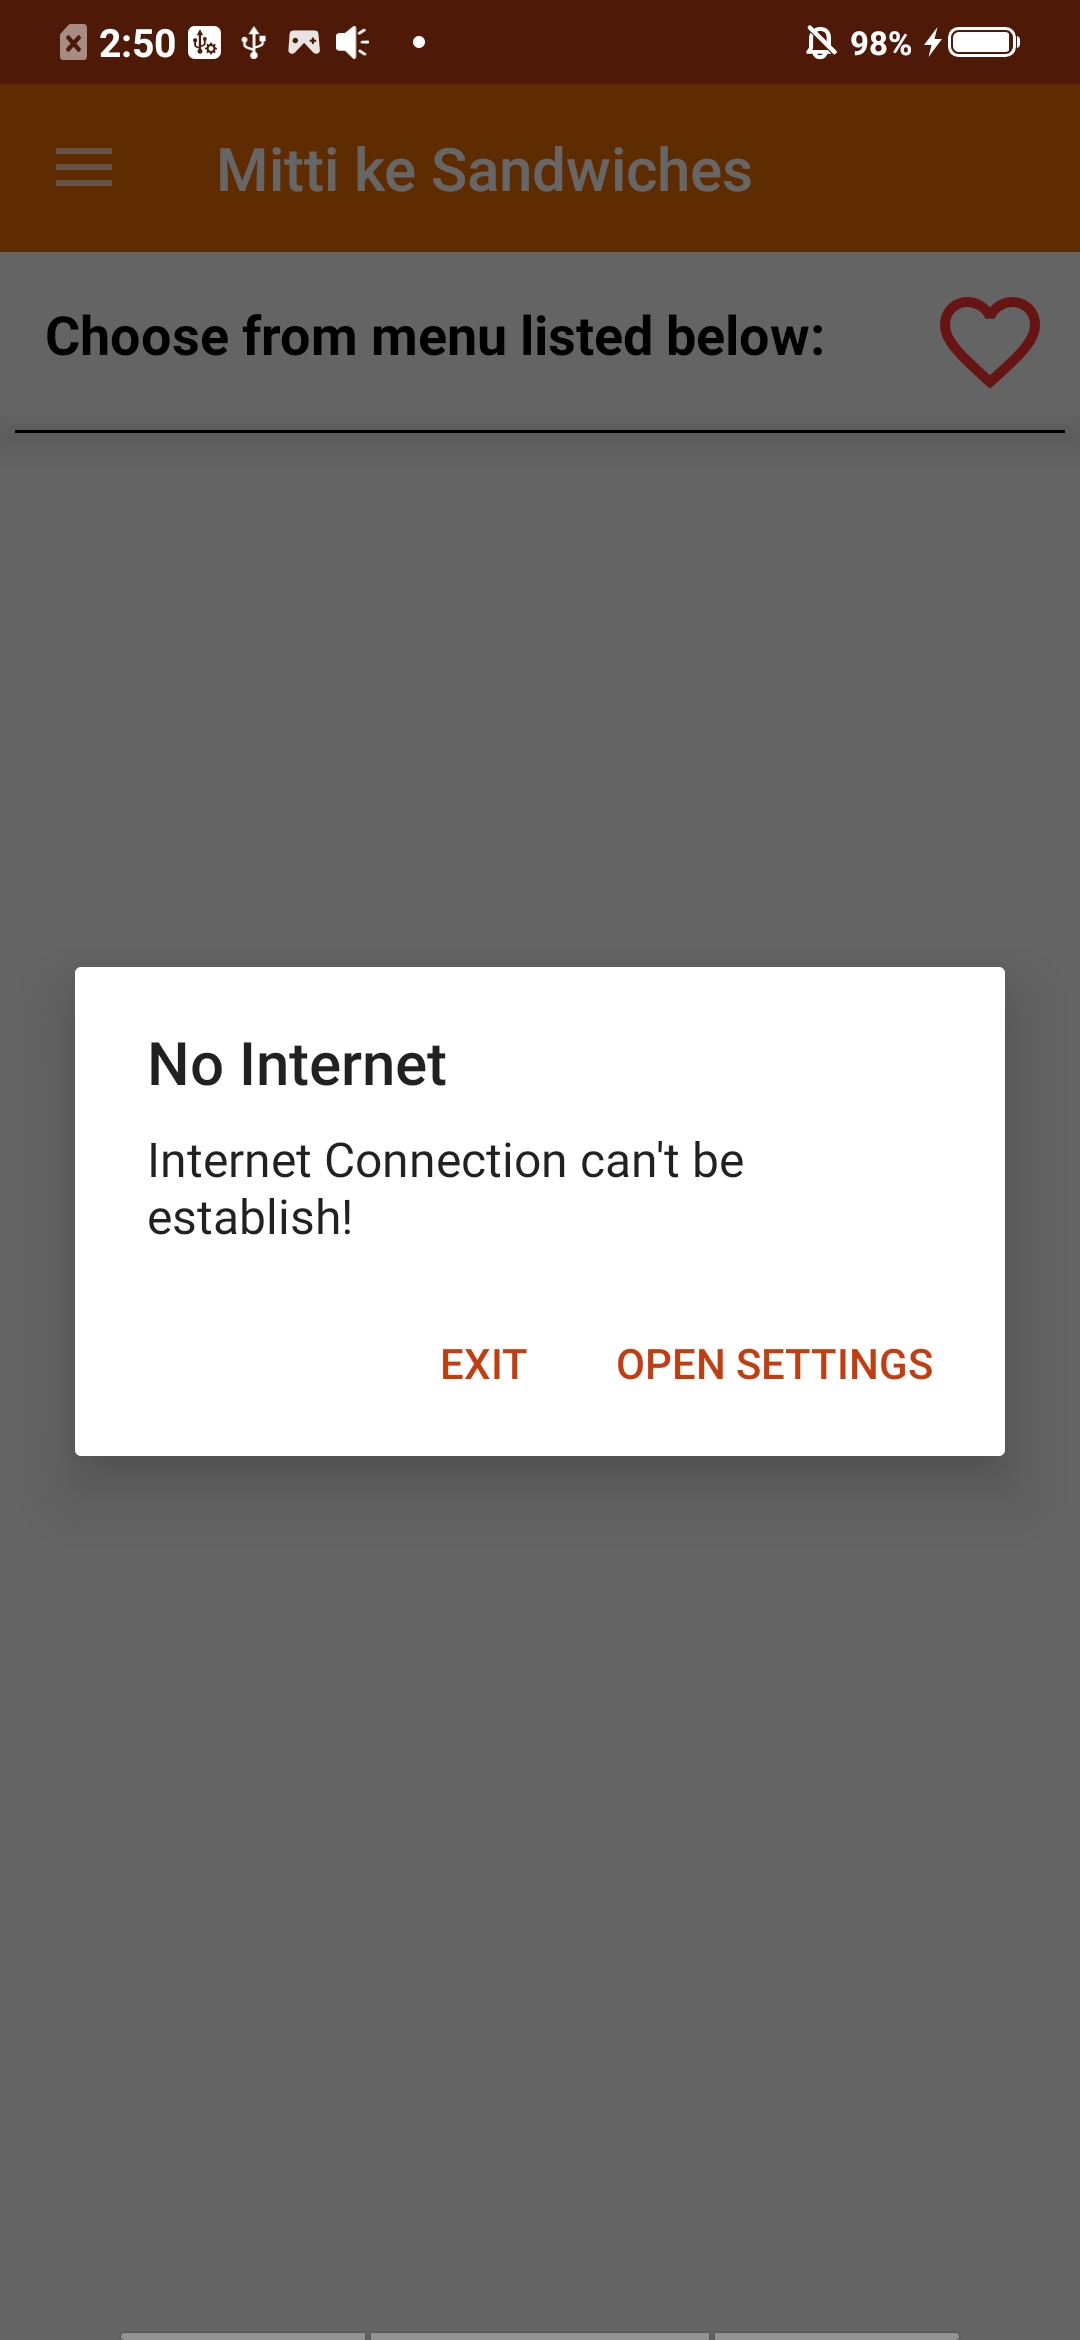 2:50
98%
Mitti ke Sandwiches
Choose from menu listed below:
No Internet
Internet Connection can't be
establish!
EXIT
OPEN SETTINGS